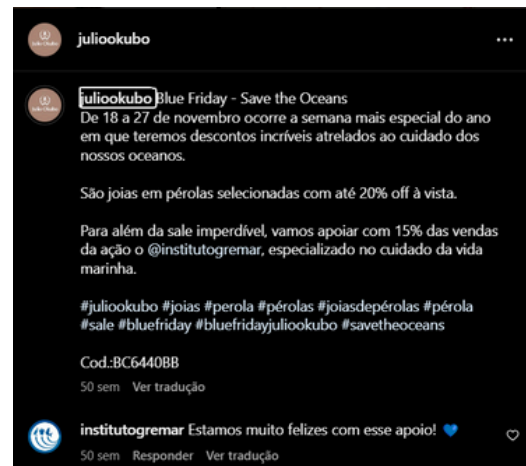 juliookubo
juliookubo Blue Friday - Save the Oceans
De 18 a 27 de novembro ocorre a semana mais especial do ano
em que teremos descontos incríveis atrelados ao cuidado dos
nossos oceanos.
São joias em pérolas selecionadas com até 20% off à vista.
Para além da sale imperdível, vamos apoiar com 15% das vendas
da ação o @institutogremar, especializado no cuidado da vida
marinha.
#juliookubo #joias #perola #pérolas #joiasdepérolas #pérola
#sale #bluefriday #bluefridayjuliookubo #savetheoceans
Cod.:BC6440BB
50 sem Ver tradução
institutogremar Estamos muito felizes com esse apoio! 💙
50 sem Responder Ver tradução